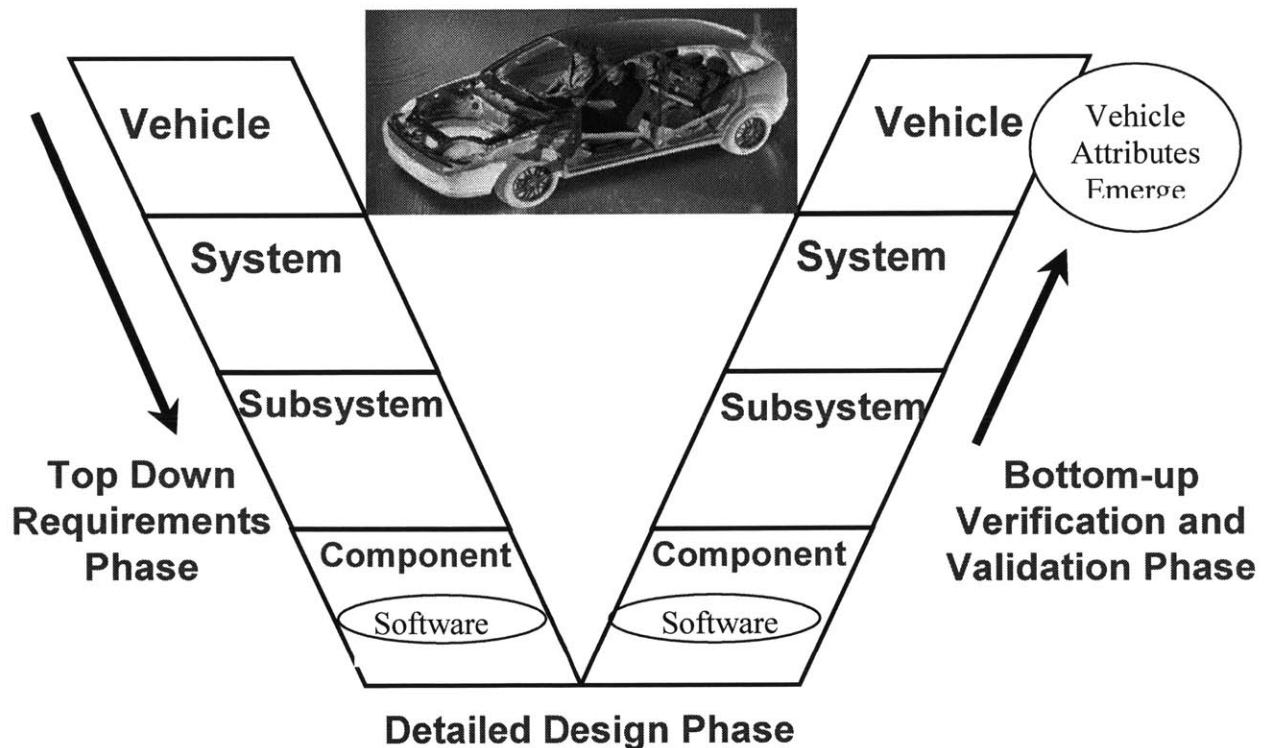 Vehicle
System
Subsystem
Component
Software
Top Down
Requirements
Phase
Vehicle
System
Subsystem
Component
Software
Vehicle
Attributes
Emerge
Bottom-up
Verification and
Validation Phase
Detailed Design Phase